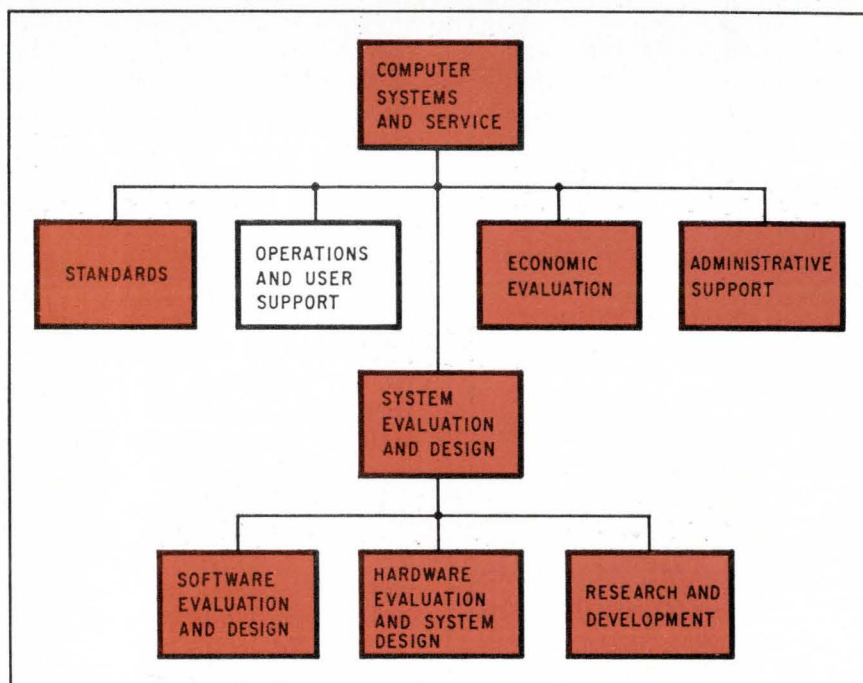 COMPUTER
SYSTEMS
AND SERVICE
STANDARDS
OPERATIONS
AND USER
SUPPORT
ECONOMIC
EVALUATION
ADMINISTRATIVE
SUPPORT
SYSTEM
EVALUATION
AND DESIGN
SOFTWARE
EVALUATION
AND DESIGN
HARDWARE
EVALUATION
AND SYSTEM
DESIGN
RESEARCH AND
DEVELOPMENT